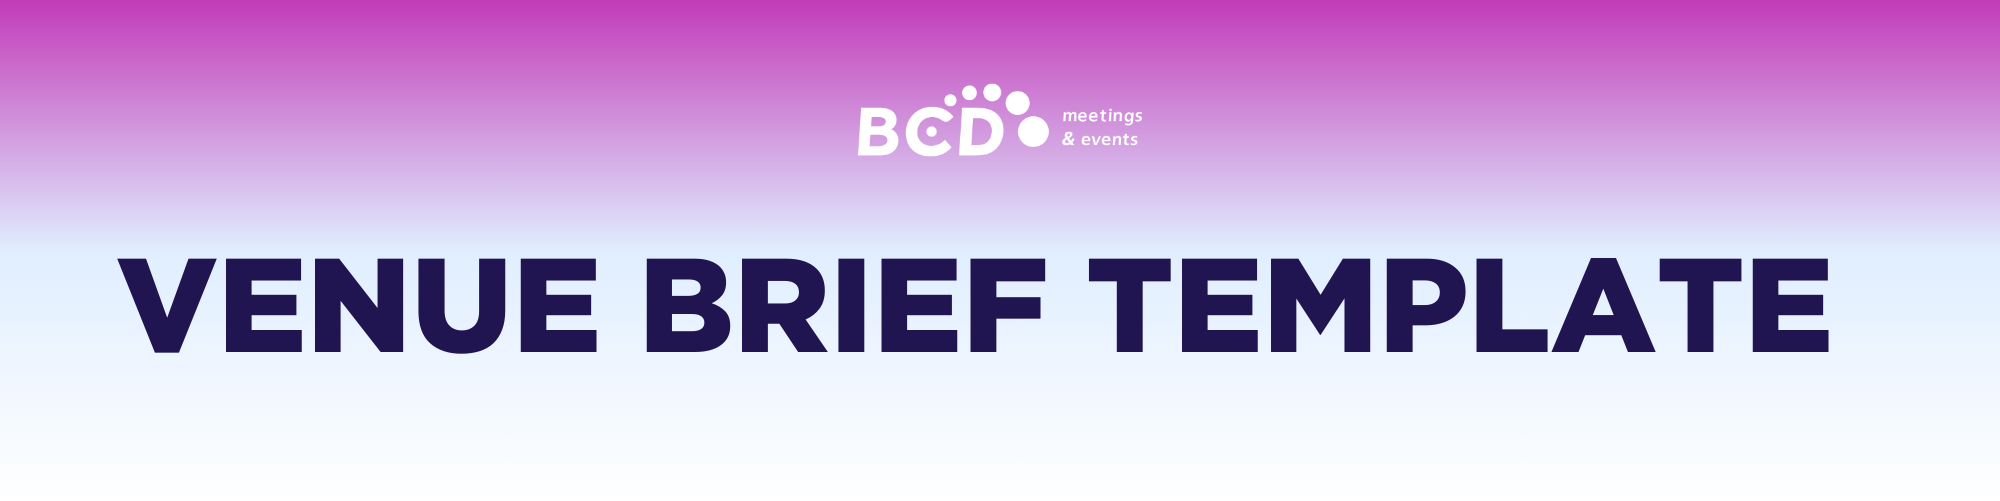 BCD meetings
& events
VENUE BRIEF TEMPLATE